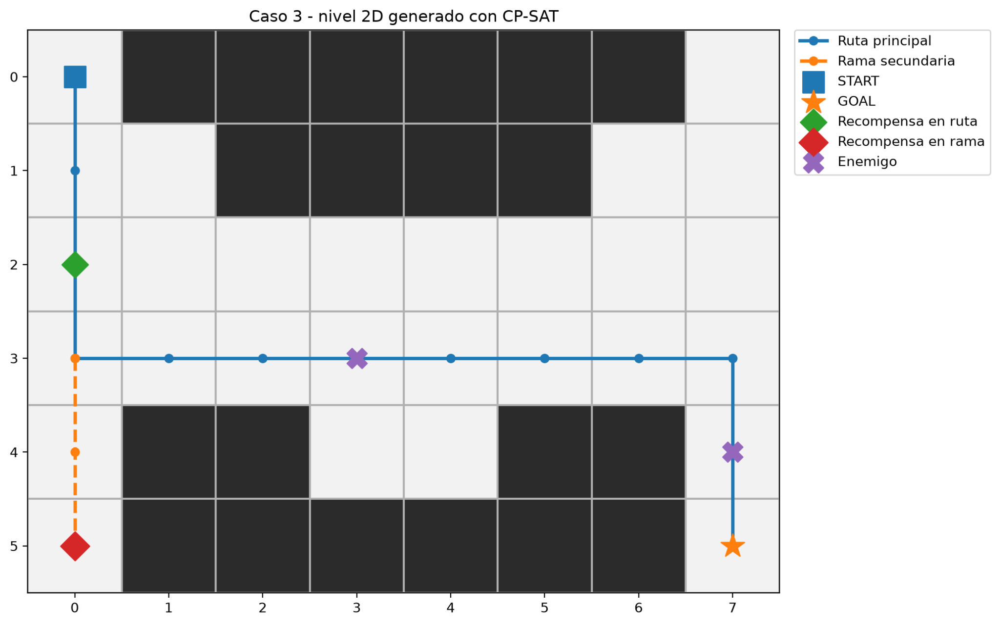 Caso 3 - nivel 2D generado con CP-SAT
Ruta principal
Rama secundaria
START
GOAL
Recompensa en ruta
Recompensa en rama
Enemigo
0
1
2
3
4
5
0 1 2 3 4 5 6 7